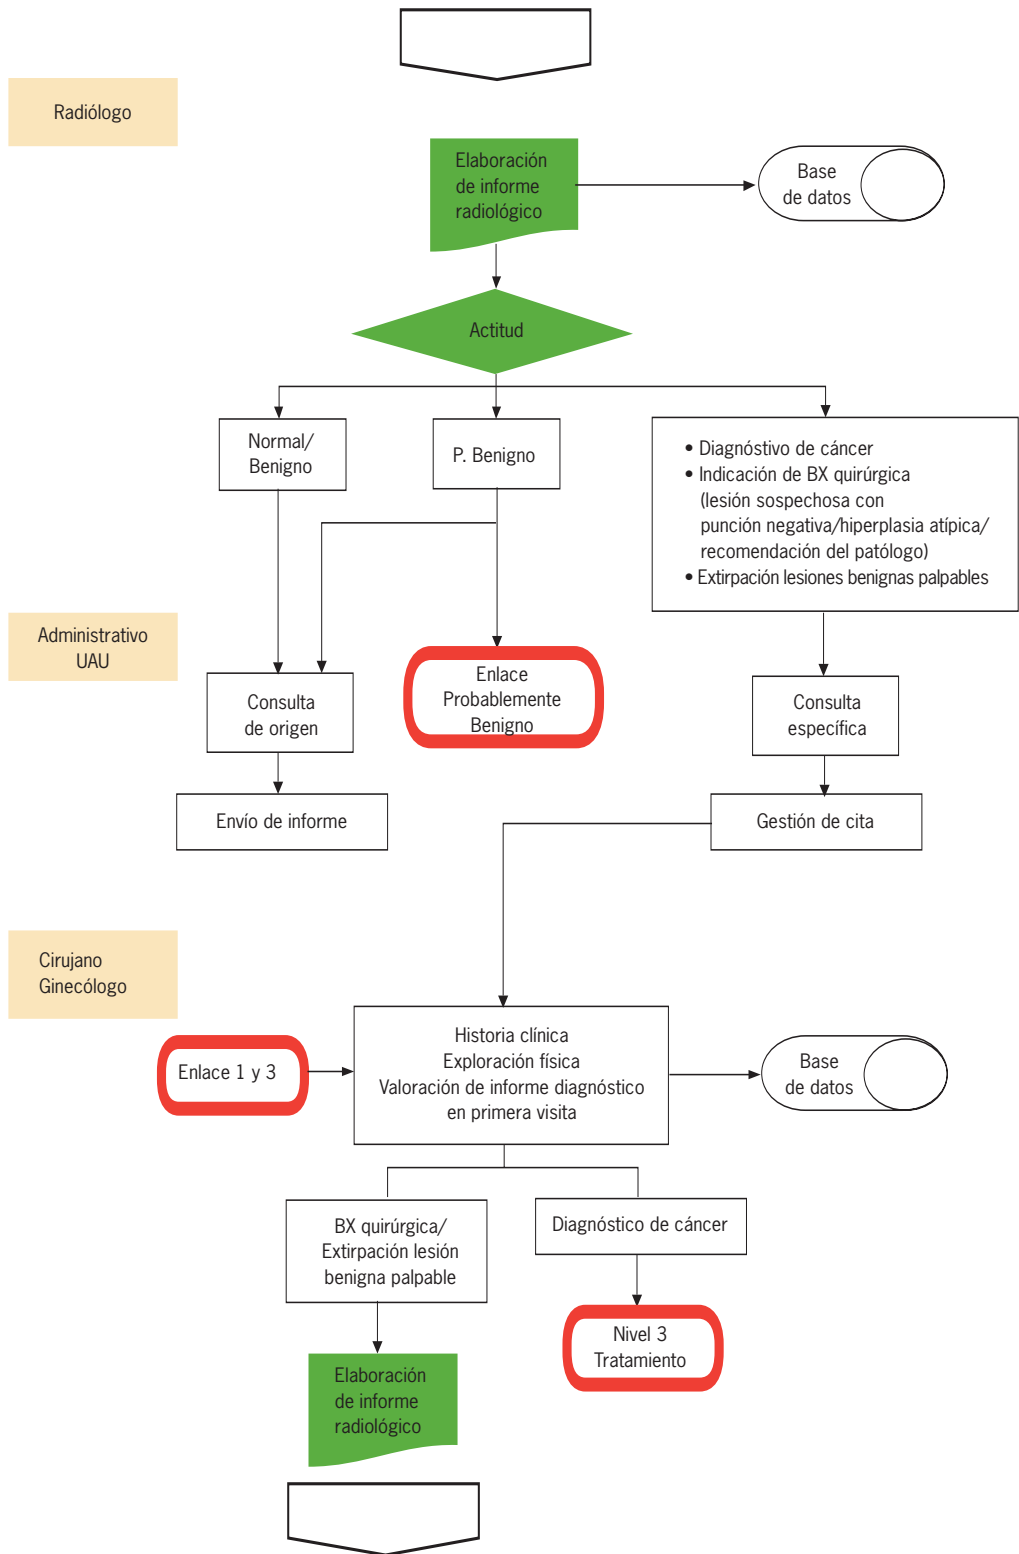 Radiólogo
Elaboración
de informe
radiológico
Base
de datos
Actitud
Normal/
Benigno
P. Benigno
• Diagnóstivo de cáncer
• Indicación de BX quirúrgica
(lesión sospechosa con
punción negativa/hiperplasia atípica/
recomendación del patólogo)
• Extirpación lesiones benignas palpables
Administrativo
UAU
Consulta
de origen
Enlace
Probablemente
Benigno
Consulta
específica
Envío de informe
Gestión de cita
Cirujano
Ginecólogo
Enlace 1 y 3
Historia clínica
Exploración física
Valoración de informe diagnóstico
en primera visita
Base
de datos
BX quirúrgica/
Extirpación lesión
benigna palpable
Diagnóstico de cáncer
Nivel 3
Tratamiento
Elaboración
de informe
radiológico